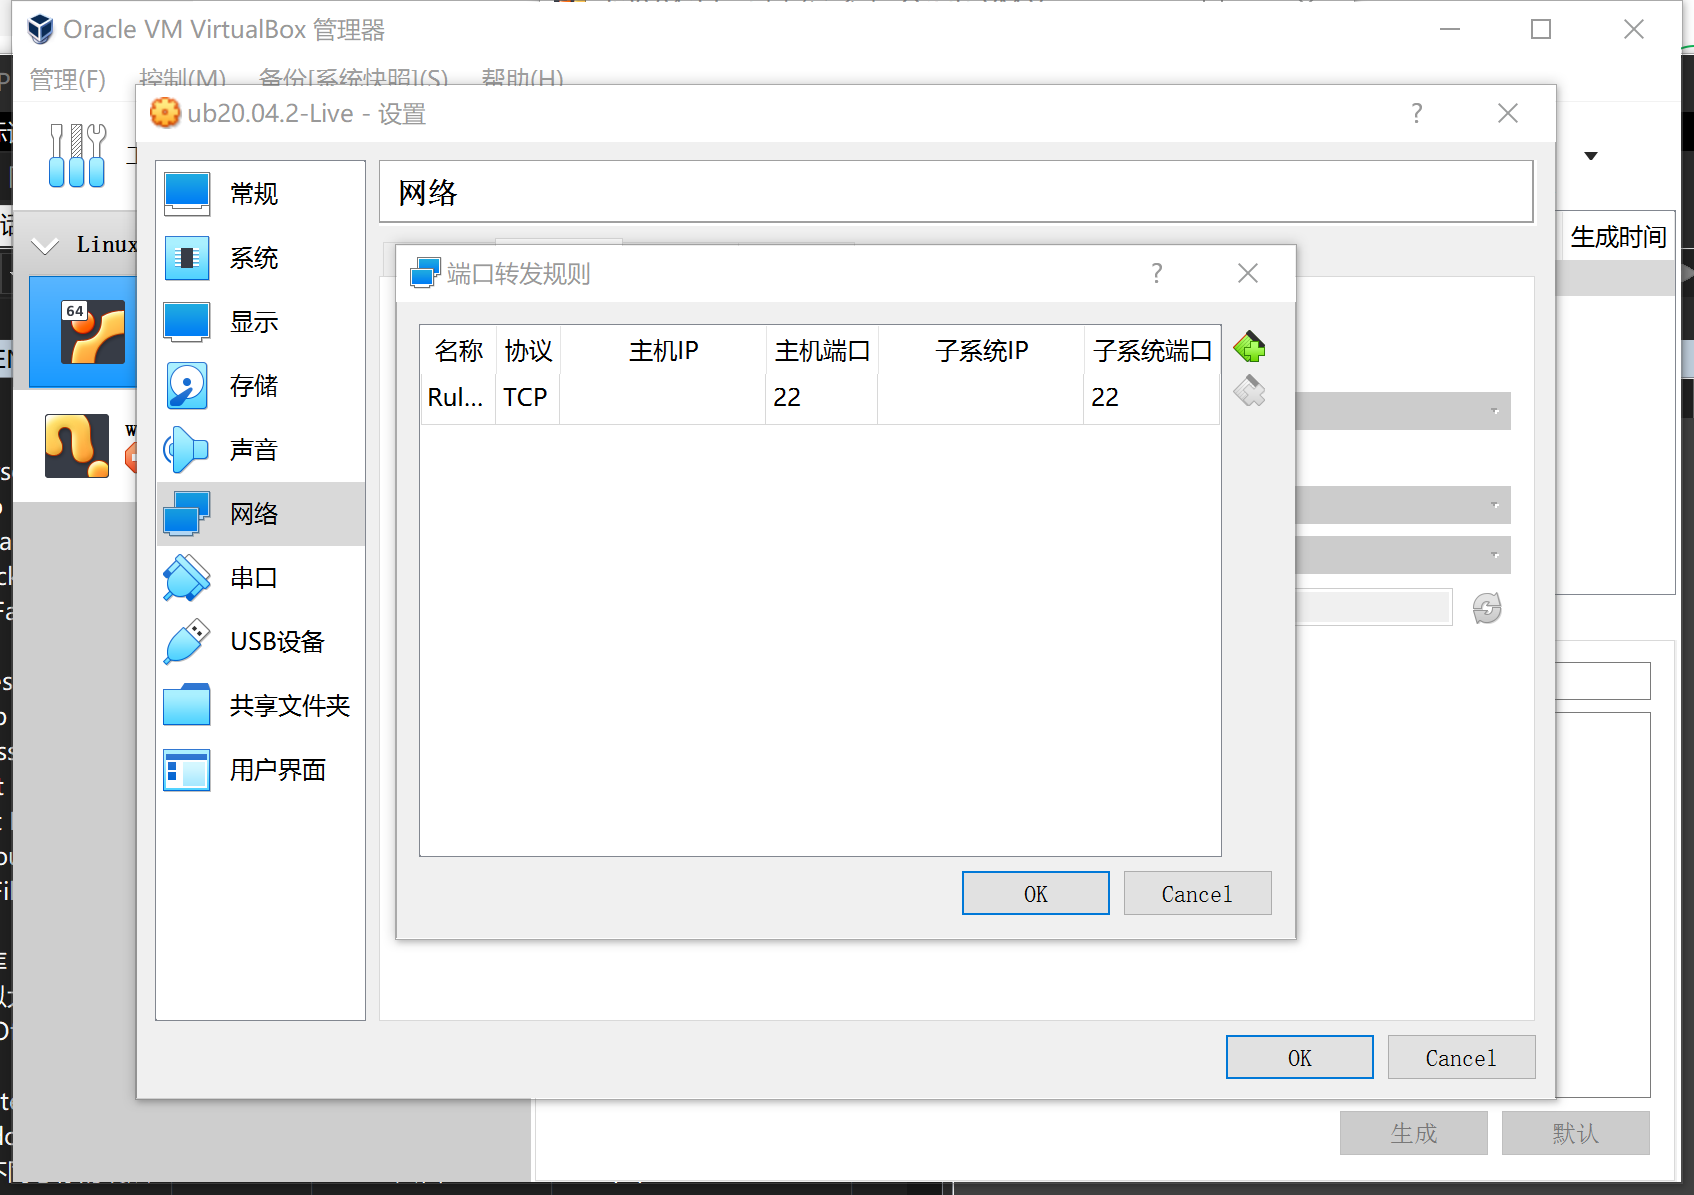 Oracle VM VirtualBox 管理器
管理(F) 控制(M) 备份[系统快照](S) 帮助(H)
ub20.04.2-Live - 设置
?
常规
网络
系统
显示
存储
声音
网络
串口
USB设备
共享文件夹
用户界面
Linux
64
生成时间
端口转发规则
?
名称 协议 主机IP 主机端口 子系统IP 子系统端口
Rul... TCP 22 22
OK Cancel
OK Cancel
生成 默认